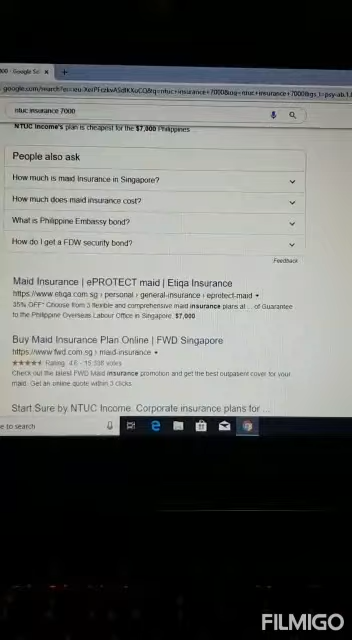 000 - Google Se
google.com/search?
ntuc insurance 7000
NTUC Income's plan is cheapest for the $7,000 Philippines
People also ask
How much is maid Insurance in Singapore?
How much does maid insurance cost?
What is Philippine Embassy bond?
How do I get a FDW security bond?
Feedback
Maid Insurance | ePROTECT maid | Etiqa Insurance
https://www.etiqa.com.sg › personal › general-insurance › eprotect-maid
35% OFF* Choose from 3 flexible and comprehensive maid insurance plans at ... of Guarantee
to the Philippine Overseas Labour Office in Singapore. $7,000
Buy Maid Insurance Plan Online | FWD Singapore
https://www.fwd.com.sg › maid-insurance
Rating: 4.6 - 15,338 votes
Check out the latest FWD Maid insurance promotion and get the best outpatient cover for your
maid. Get an online quote within 3 clicks.
Start Sure by NTUC Income. Corporate insurance plans for ...
e to search
FILMIGO